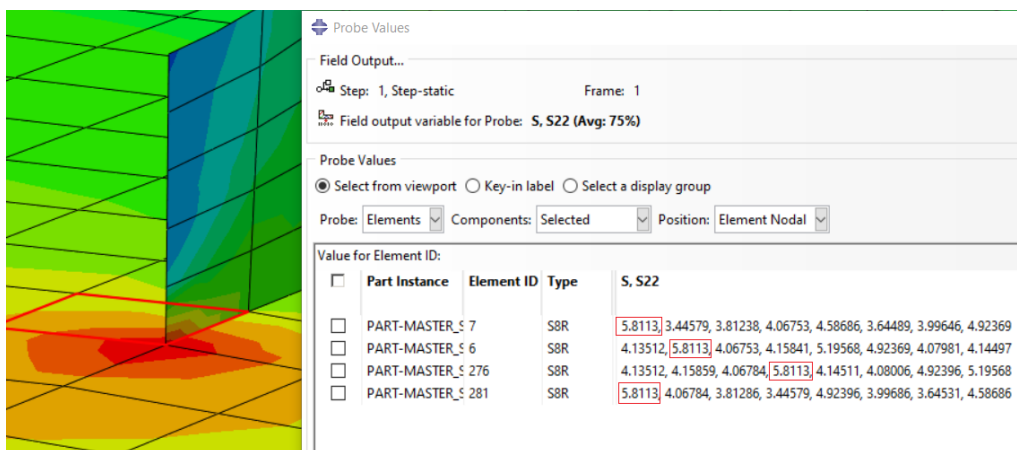 Probe Values
Field Output...
Step: 1, Step-static Frame: 1
Field output variable for Probe: S, S22 (Avg: 75%)
Probe Values
Select from viewport Key-in label Select a display group
Probe: Elements Components: Selected Position: Element Nodal
Value for Element ID:
Part Instance Element ID Type S, S22
PART-MASTER_S 7 S8R 5.8113, 3.44579, 3.81238, 4.06753, 4.58686, 3.64489, 3.99646, 4.92369
PART-MASTER_S 6 S8R 4.13512, 5.8113, 4.06753, 4.15841, 5.19568, 4.92369, 4.07981, 4.14497
PART-MASTER_S 276 S8R 4.13512, 4.15859, 4.06784, 5.8113, 4.14511, 4.08006, 4.92396, 5.19568
PART-MASTER_S 281 S8R 5.8113, 4.06784, 3.81286, 3.44579, 4.92396, 3.99686, 3.64531, 4.58686